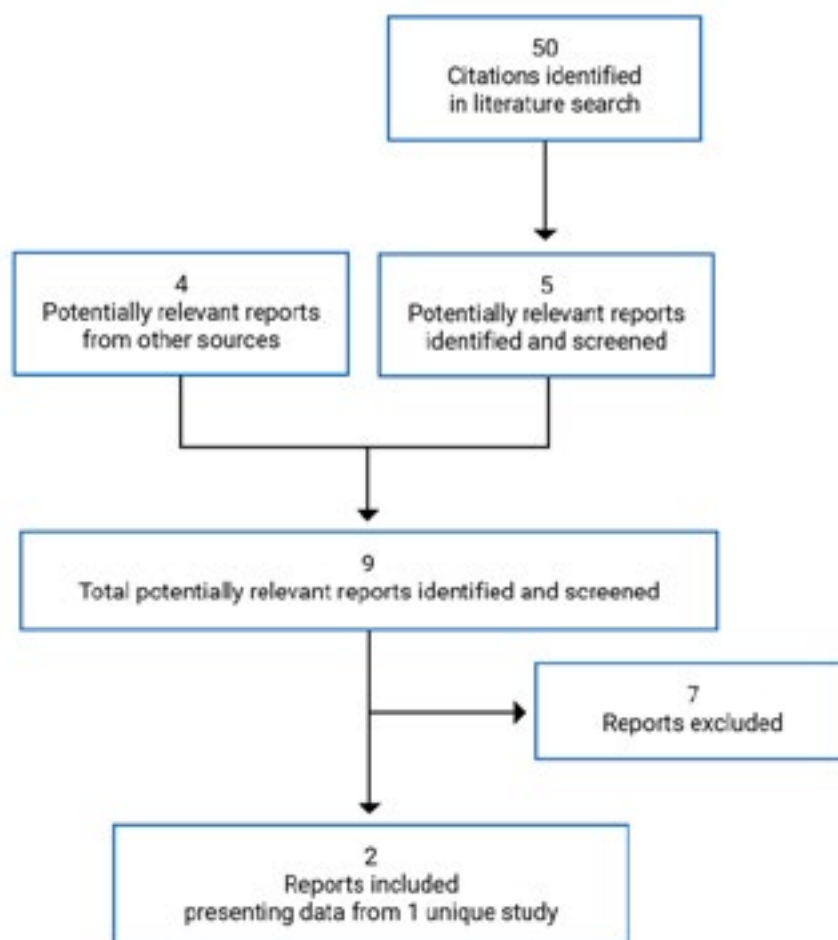 50
Citations identified
in literature search
4
Potentially relevant reports
from other sources
5
Potentially relevant reports
identified and screened
9
Total potentially relevant reports identified and screened
7
Reports excluded
2
Reports included
presenting data from 1 unique study